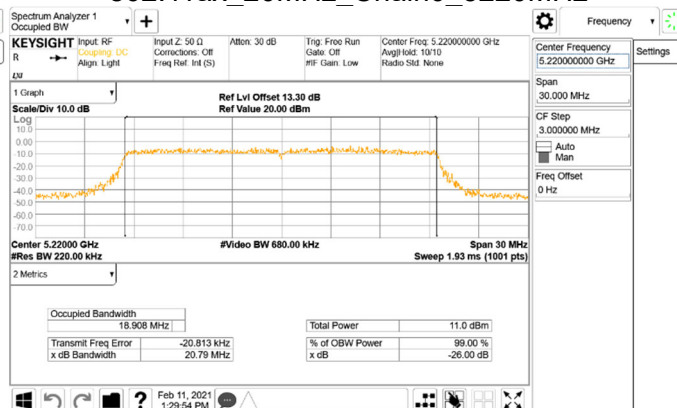 Spectrum Analyzer 1
Occupied BW
+
Frequency
KEYSIGHT
R
LXI
Input: RF
Coupling: DC
Align: Light
Input Z: 50 Ω
Corrections: Off
Freq Ref: Int (S)
Atten: 30 dB
Trig: Free Run
Gate: Off
#IF Gain: Low
Center Freq: 5.220000000 GHz
Avg|Hold: 10/10
Radio Std: None
Center Frequency
5.220000000 GHz
Settings
Span
30.000 MHz
CF Step
3.000000 MHz
Auto
Man
Freq Offset
0 Hz
1 Graph
Scale/Div 10.0 dB
Ref Lvl Offset 13.30 dB
Ref Value 20.00 dBm
Log
10.0
0.00
-10.0
-20.0
-30.0
-40.0
-50.0
-60.0
-70.0
Center 5.22000 GHz
#Res BW 220.00 kHz
#Video BW 680.00 kHz
Span 30 MHz
Sweep 1.93 ms (1001 pts)
2 Metrics
Occupied Bandwidth
18.908 MHz
Transmit Freq Error -20.813 kHz
x dB Bandwidth 20.79 MHz
Total Power 11.0 dBm
% of OBW Power 99.00 %
x dB -26.00 dB
?
Feb 11, 2021
1:29:54 PM